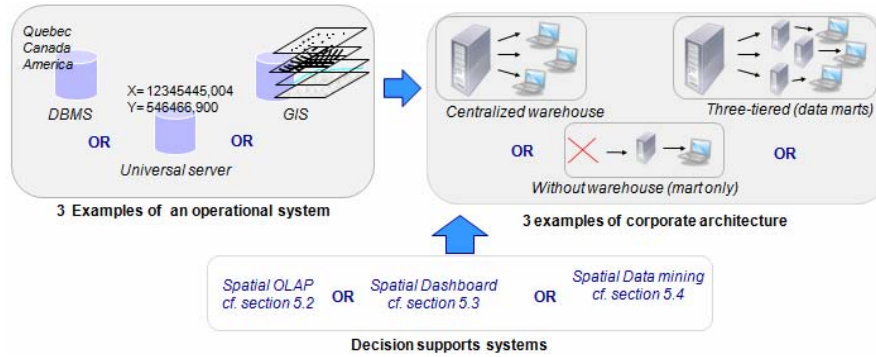 Quebec
Canada
America
X= 12345445,004
Y= 546466,900
DBMS
GIS
OR
OR
Universal server
3 Examples of an operational system
Centralized warehouse
Three-tiered (data marts)
OR
OR
Without warehouse (mart only)
3 examples of corporate architecture
Spatial OLAP
cf. section 5.2
OR
Spatial Dashboard
cf. section 5.3
OR
Spatial Data mining
cf. section 5.4
Decision supports systems